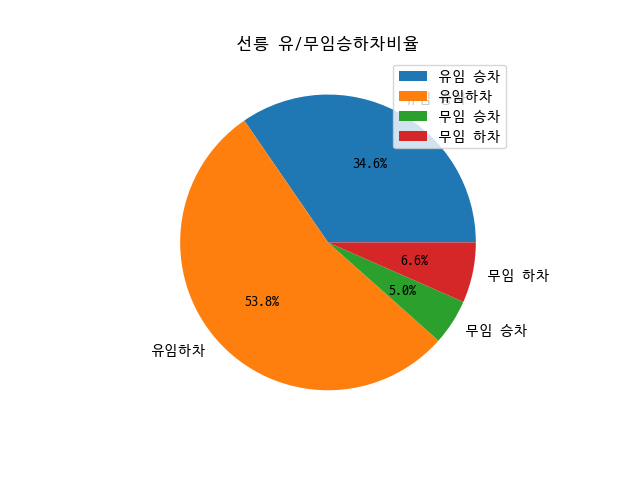 선릉 유/무임승하차비율
유임 승차
유임하차
무임 승차
무임 하차
34.6%
6.6%
무임 하차
5.0%
53.8%
무임 승차
유임하차